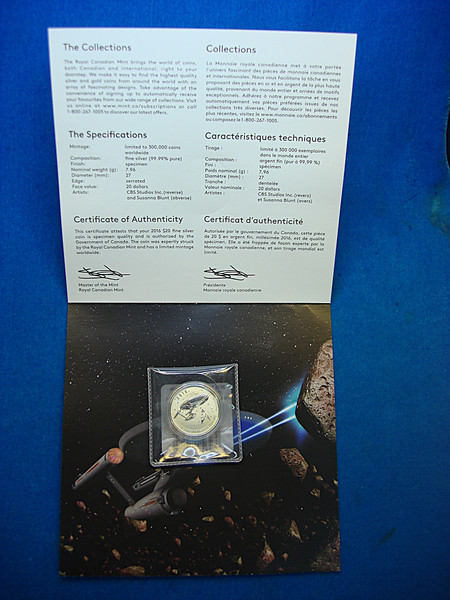 The Collections
The Royal Canadian Mint brings the world of coins,
both Canadian and international, right to your
doorstep. We make it easy to find the highest quality
silver and gold coins from around the world with an
array of fascinating designs. Take advantage of the
convenience of signing up to automatically receive
your favourites from our wide range of collections. Visit
us online at www.mint.ca/subscriptions or call
1-800-267-1005 to discover our latest offers.
The Specifications
Mintage: limited to 300,000 coins
worldwide
Composition: fine silver (99.99% pure)
Finish: specimen
Nominal weight (g): 7.96
Diameter (mm): 27
Edge: serrated
Face value: 20 dollars
Artists: CBS Studios Inc. (reverse)
and Susanna Blunt (obverse)
Certificate of Authenticity
This certificate attests that your 2016 $20 fine silver
coin is specimen quality and is authorized by the
Government of Canada. The coin was expertly struck
by the Royal Canadian Mint and has a limited mintage
worldwide.
Master of the Mint
Royal Canadian Mint
Collections
La Monnaie royale canadienne met à votre portée
l'univers fascinant des pièces de monnaie canadiennes
et internationales. Nous vous facilitons la tâche en vous
proposant des pièces en or et en argent de la plus haute
qualité, provenant du monde entier et ornées de motifs
exceptionnels. Adhérez à notre programme et recevez
automatiquement vos pièces préférées issues de nos
collections très diverses. Pour découvrir les pièces les
plus récentes, visitez le www.monnaie.ca/abonnements
ou composez le 1-800-267-1005.
Caractéristiques techniques
Tirage : limité à 300 000 exemplaires
dans le monde entier
Composition : argent fin (pur à 99,99 %)
Fini : spécimen
Poids nominal (g) : 7,96
Diamètre (mm) : 27
Tranche : dentelée
Valeur nominale : 20 dollars
Artistes : CBS Studios Inc. (revers)
et Susanna Blunt (avers)
Certificat d'authenticité
Autorisée par le gouvernement du Canada, cette pièce
de 20 $ en argent fin, millésimée 2016, est de qualité
spécimen. Elle a été frappée de façon experte par la
Monnaie royale canadienne, et son tirage mondial est
limité.
Présidente
Monnaie royale canadienne
2016